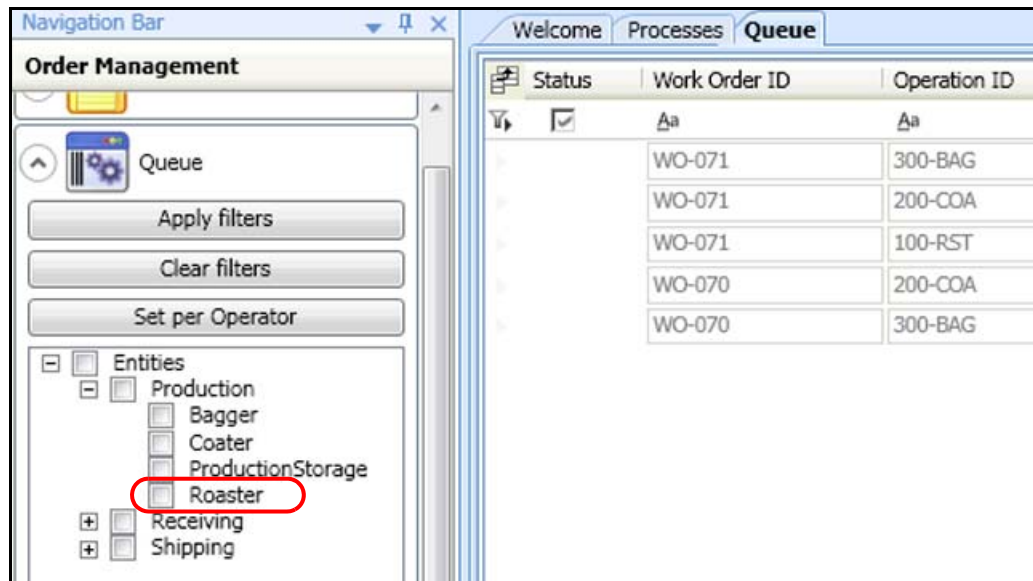 Navigation Bar
Order Management
Queue
Apply filters
Clear filters
Set per Operator
Entities
Production
Bagger
Coater
ProductionStorage
Roaster
Receiving
Shipping
Welcome Processes Queue
Status Work Order ID Operation ID
Aa Aa
WO-071 300-BAG
WO-071 200-COA
WO-071 100-RST
WO-070 200-COA
WO-070 300-BAG